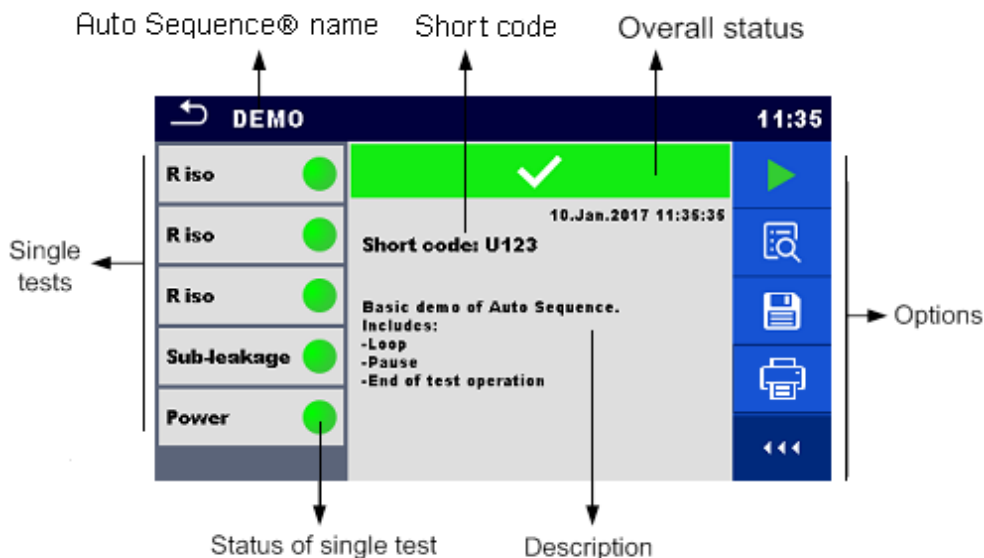 Auto Sequence® name
Short code
Overall status
DEMO
11:35
R iso
R iso
R iso
Sub-leakage
Power
10.Jan.2017 11:35:35
Short code: U123
Basic demo of Auto Sequence.
Includes:
-Loop
-Pause
-End of test operation
Single
tests
Options
Status of single test
Description